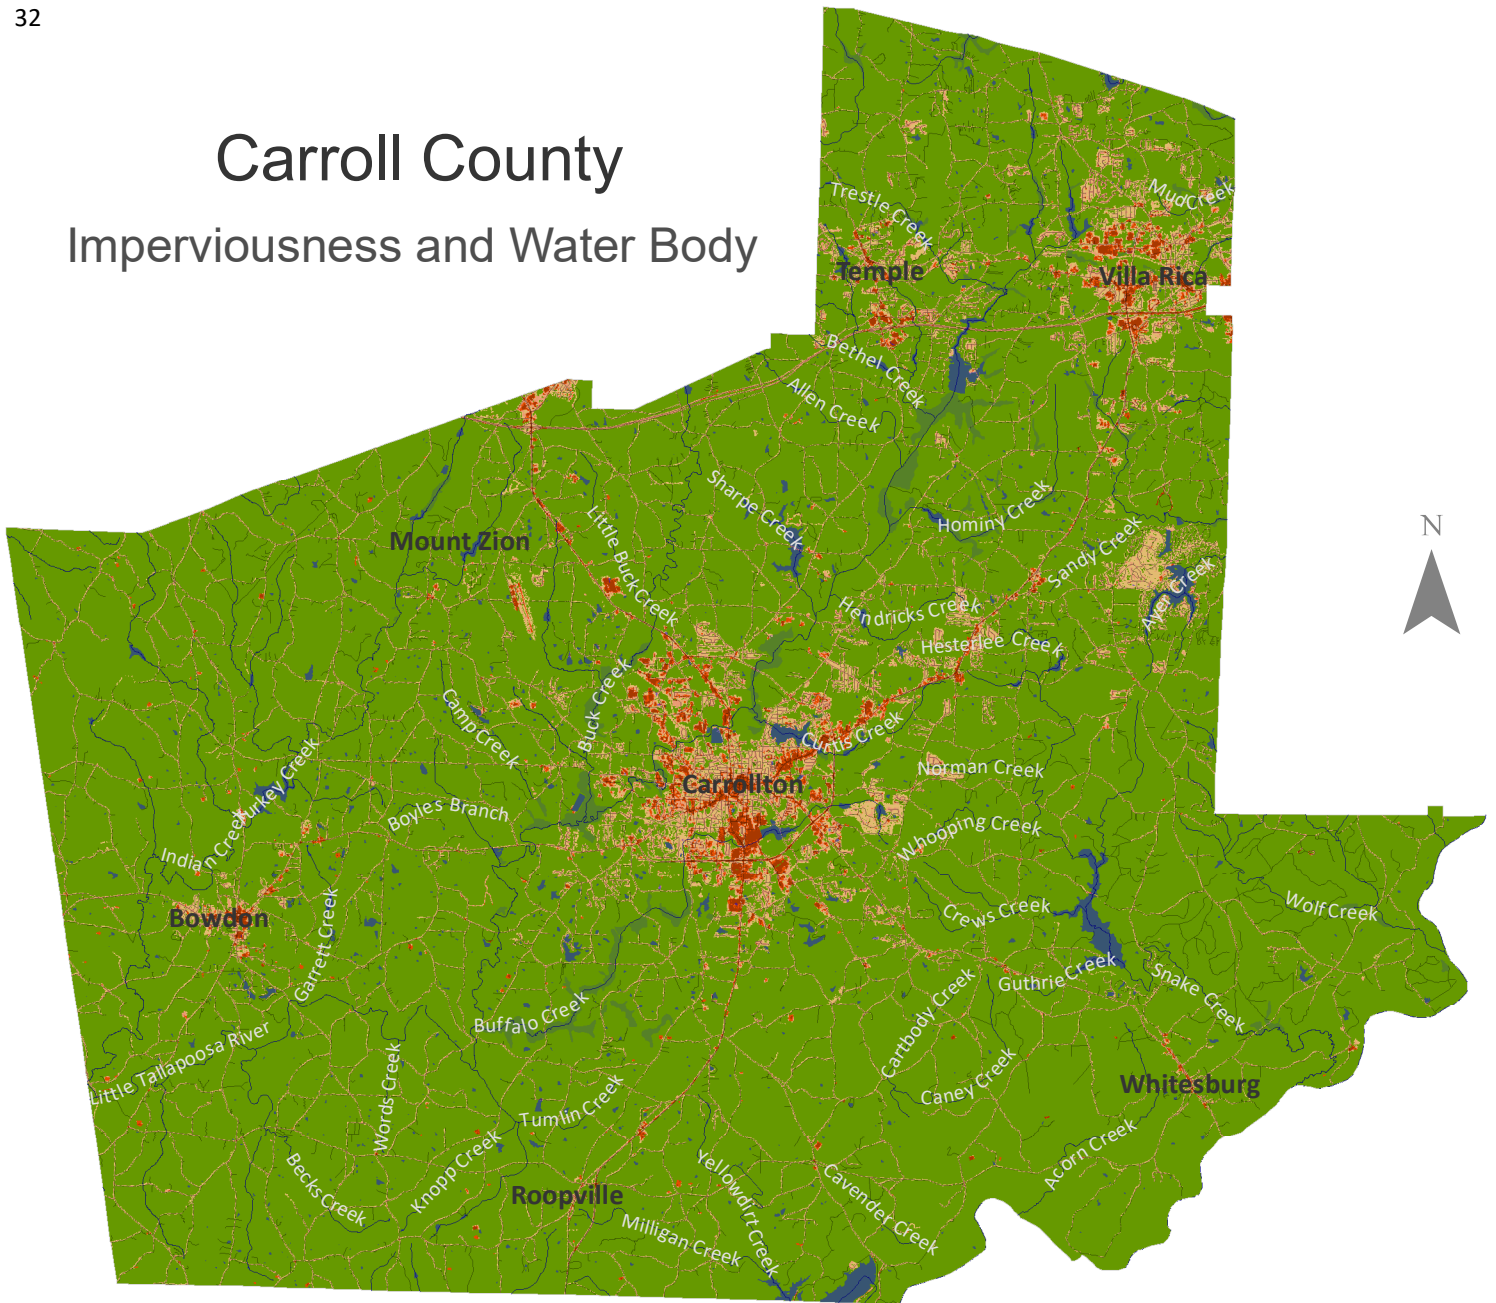 32
Carroll County
Imperviousness and Water Body
Mud Creek
Trestle Creek
Temple
Villa Rica
Bethel Creek
Allen Creek
Sharpe Creek
Hominy Creek
N
Mount Zion
Little Buck Creek
Sandy Creek
Ayer Creek
Hendricks Creek
Hesterlee Creek
Buck Creek
Camp Creek
Curtis Creek
Norman Creek
Carrollton
Turkey Creek
Boyles Branch
Whooping Creek
Indian Creek
Bowdon
Garrett Creek
Crews Creek
Wolf Creek
Guthrie Creek
Snake Creek
Buffalo Creek
Cartbody Creek
Little Tallapoosa River
Words Creek
Caney Creek
Whitesburg
Tumlin Creek
Acorn Creek
Knopp Creek
Becks Creek
Roopville
Yellowdirt Creek
Cavender Creek
Milligan Creek